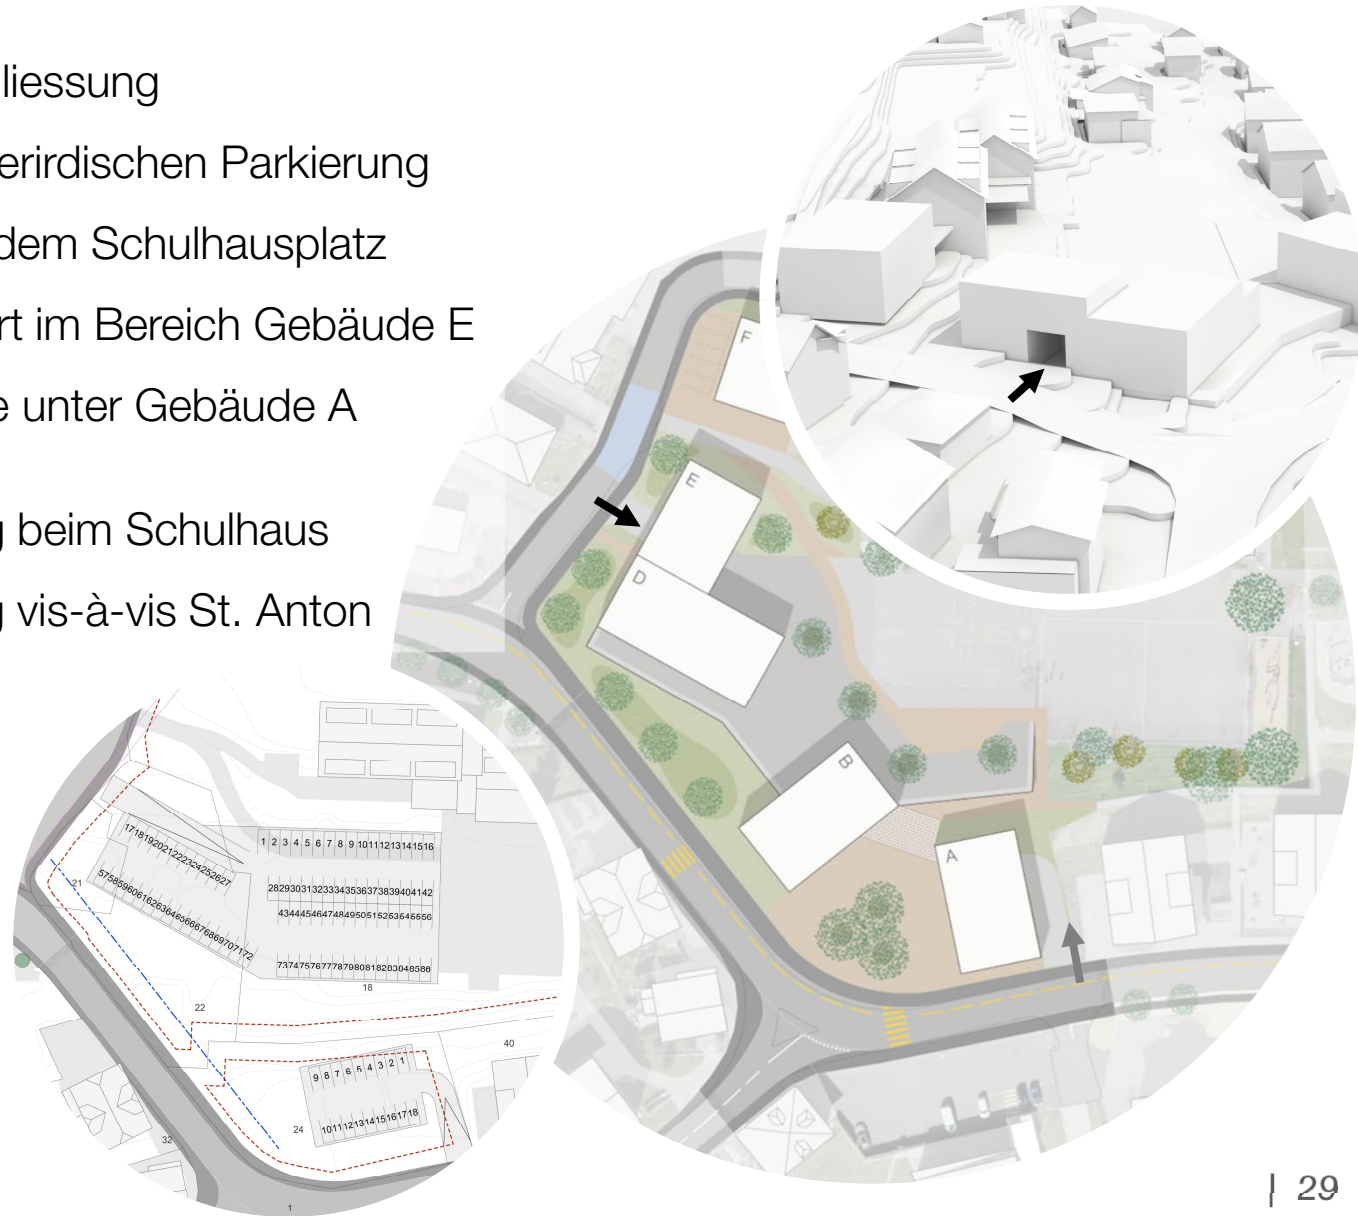 liessung
erirdischen Parkierung
dem Schulhausplatz
rt im Bereich Gebäude E
e unter Gebäude A
g beim Schulhaus
g vis-à-vis St. Anton
F
E
D
B
A
1 2 3 4 5 6 7 8 9 10 11 12 13 14 15 16
17 18 19 20 21 22 23 24 25 26 27
28 29 30 31 32 33 34 35 36 37 38 39 40 41 42
43 44 45 46 47 48 49 50 51 52 53 54 55 56
57 58 59 60 61 62 63 64 65 66 67 68 69 70 71 72
73 74 75 76 77 78 79 80 81 82 83 84 85 86
21
18
22
40
9 8 7 6 5 4 3 2 1
10 11 12 13 14 15 16 17 18
24
32
1
| 29